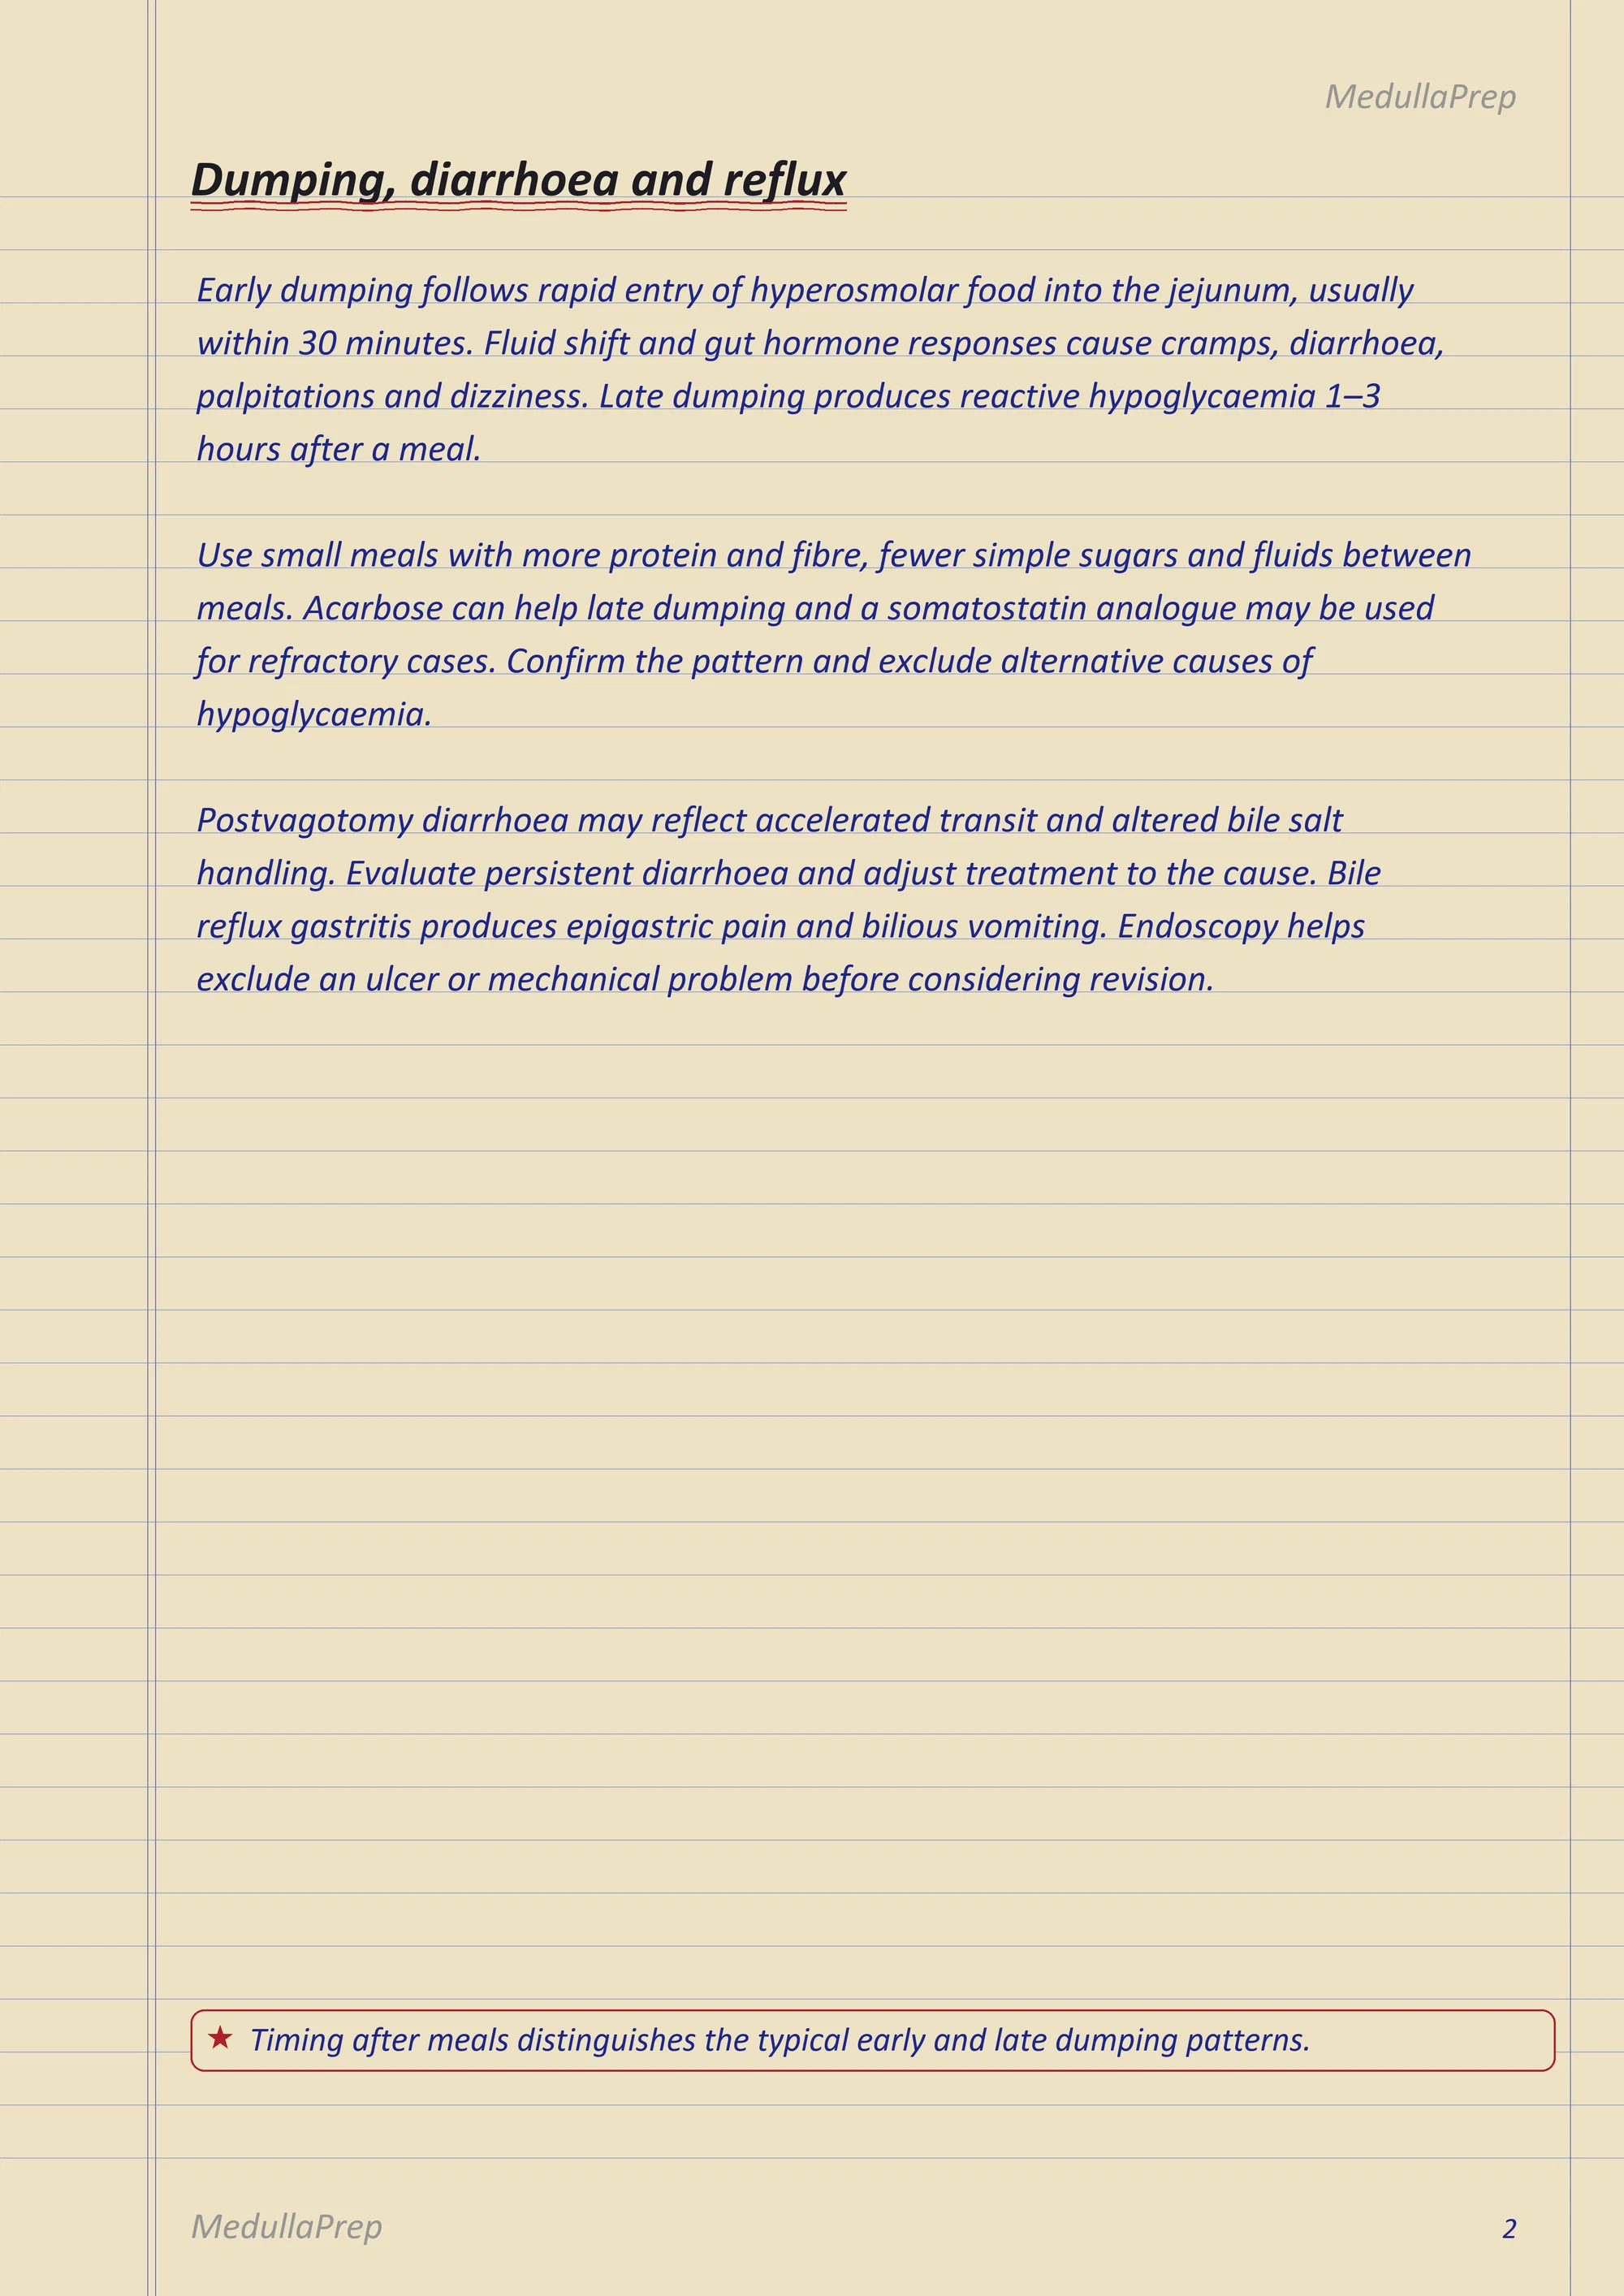 MedullaPrep
Dumping, diarrhoea and reflux
Early dumping follows rapid entry of hyperosmolar food into the jejunum, usually
within 30 minutes. Fluid shift and gut hormone responses cause cramps, diarrhoea,
palpitations and dizziness. Late dumping produces reactive hypoglycaemia 1–3
hours after a meal.
Use small meals with more protein and fibre, fewer simple sugars and fluids between
meals. Acarbose can help late dumping and a somatostatin analogue may be used
for refractory cases. Confirm the pattern and exclude alternative causes of
hypoglycaemia.
Postvagotomy diarrhoea may reflect accelerated transit and altered bile salt
handling. Evaluate persistent diarrhoea and adjust treatment to the cause. Bile
reflux gastritis produces epigastric pain and bilious vomiting. Endoscopy helps
exclude an ulcer or mechanical problem before considering revision.
★ Timing after meals distinguishes the typical early and late dumping patterns.
MedullaPrep
2